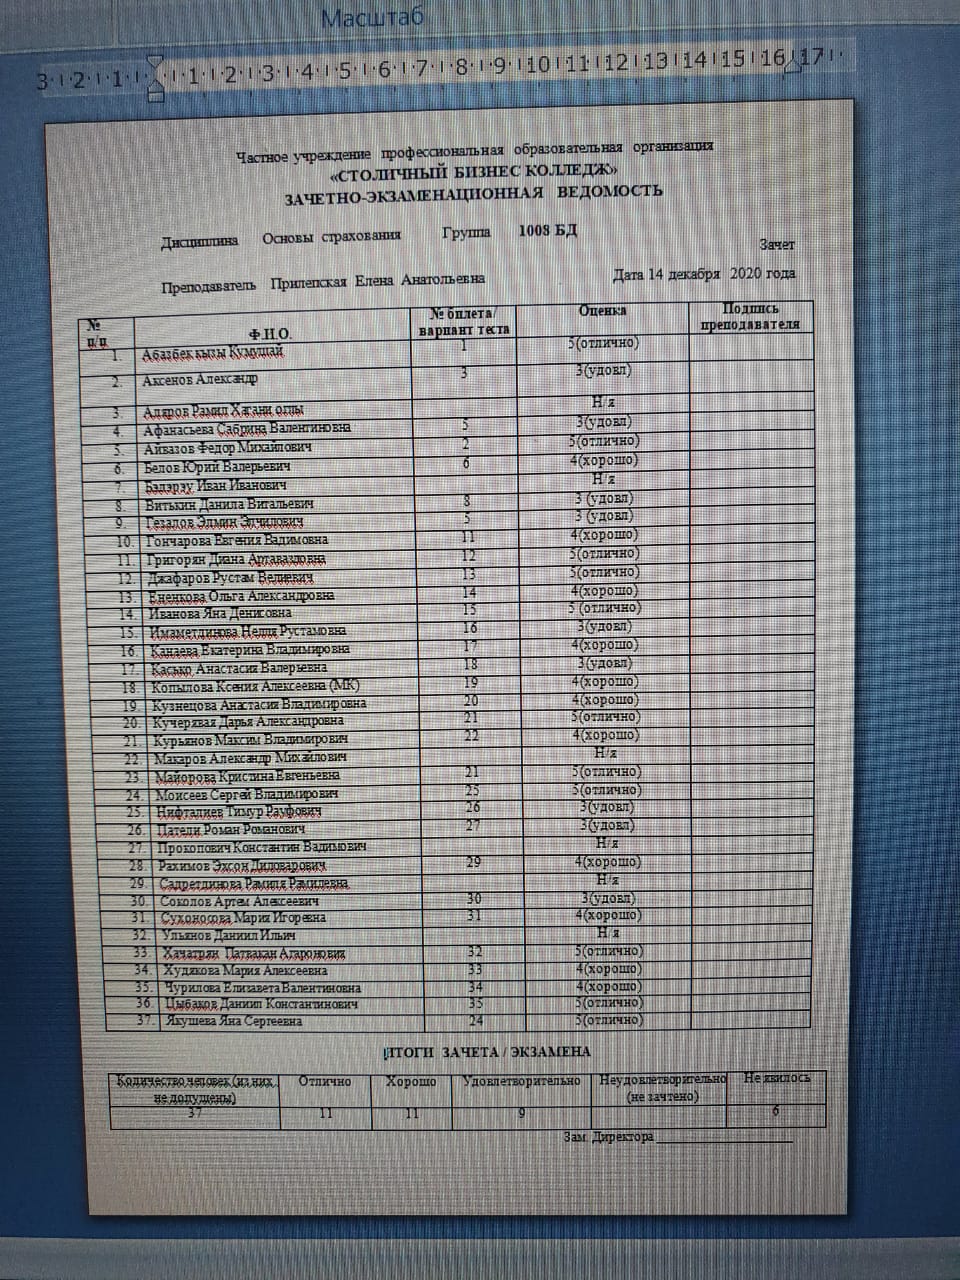 Масштаб
3 2 1 1 2 3 4 5 6 7 8 9 10 11 12 13 14 15 16 17
Частное учреждение профессиональная образовательная организация
«СТОЛИЧНЫЙ БИЗНЕС КОЛЛЕДЖ»
ЗАЧЕТНО-ЭКЗАМЕНАЦИОННАЯ ВЕДОМОСТЬ
Дисциплина Основы страхования Группа 1008 БД
Зачет
Преподаватель Прилепская Елена Анатольевна Дата 14 декабря 2020 года
№ п/п Ф.И.О. № билета/ вариант теста Оценка Подпись преподавателя
1. Абазбек кызы Кумушай 1 5(отлично)
2. Аксенов Александр 3 3(удовл)
3. Аляров Рамил Хагани оглы Н/я
4. Афанасьева Сабрина Валентиновна 5 3(удовл)
5. Айвазов Федор Михайлович 2 5(отлично)
6. Белов Юрий Валерьевич 6 4(хорошо)
7. Бадэрэу Иван Иванович Н/я
8. Витькин Данила Витальевич 8 3 (удовл)
9. Гезалов Элмин Элчилович 5 3 (удовл)
10. Гончарова Евгения Вадимовна 11 4(хорошо)
11. Григорян Диана Артаваздовна 12 5(отлично)
12. Джафаров Рустам Велиевич 13 5(отлично)
13. Ененкова Ольга Александровна 14 4(хорошо)
14. Иванова Яна Денисовна 15 5 (отлично)
15. Имаметдинова Нелля Рустамовна 16 3(удовл)
16. Канаева Екатерина Владимировна 17 4(хорошо)
17. Касько Анастасия Валерьевна 18 3(удовл)
18. Копылова Ксения Алексеевна (МК) 19 4(хорошо)
19. Кузнецова Анастасия Владимировна 20 4(хорошо)
20. Кучерявая Дарья Александровна 21 5(отлично)
21. Курьянов Максим Владимирович 22 4(хорошо)
22. Макаров Александр Михайлович Н/я
23. Майорова Кристина Евгеньевна 21 5(отлично)
24. Моисеев Сергей Владимирович 25 5(отлично)
25. Нифталиев Тимур Рауфович 26 3(удовл)
26. Патели Роман Романович 27 3(удовл)
27. Прокопович Константин Вадимович Н/я
28. Рахимов Эхсон Диловарович 29 4(хорошо)
29. Садретдинова Рамиля Рамилевна Н/я
30. Соколов Артем Алексеевич 30 3(удовл)
31. Сухоносова Мария Игоревна 31 4(хорошо)
32. Ульянов Даниил Ильич Н/я
33. Хачатрян Патвакан Агаронович 32 5(отлично)
34. Худякова Мария Алексеевна 33 4(хорошо)
35. Чурилова Елизавета Валентиновна 34 4(хорошо)
36. Цыбаков Даниил Константинович 35 5(отлично)
37. Якушева Яна Сергеевна 24 5(отлично)
ИТОГИ ЗАЧЕТА / ЭКЗАМЕНА
Количество человек (из них не допущены) Отлично Хорошо Удовлетворительно Неудовлетворительно (не зачтено) Не явилось
37 11 11 9 6
Зам. Директора